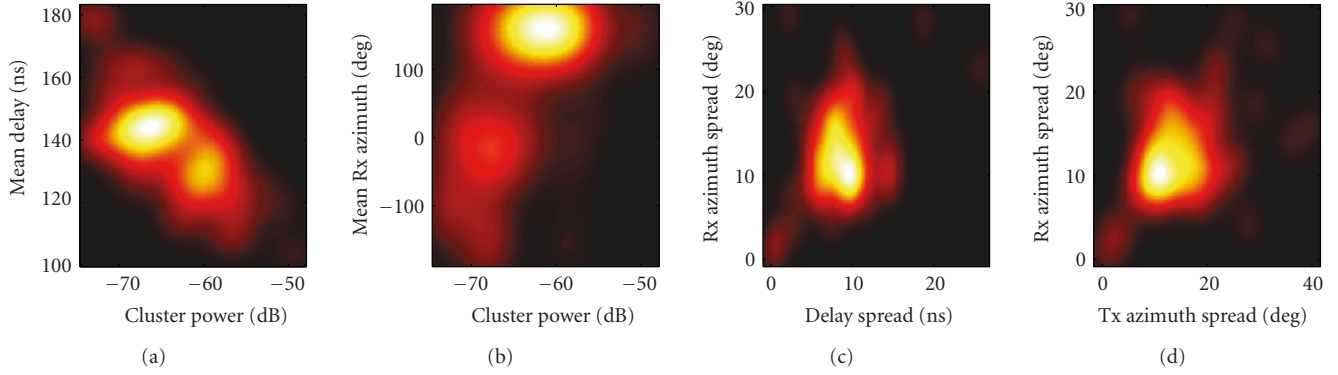 180
160
140
120
100
Mean delay (ns)
−70
−60
−50
Cluster power (dB)
(a)
100
0
−100
Mean Rx azimuth (deg)
−70
−60
−50
Cluster power (dB)
(b)
30
20
10
0
Rx azimuth spread (deg)
0
10
20
Delay spread (ns)
(c)
30
20
10
0
Rx azimuth spread (deg)
0
20
40
Tx azimuth spread (deg)
(d)